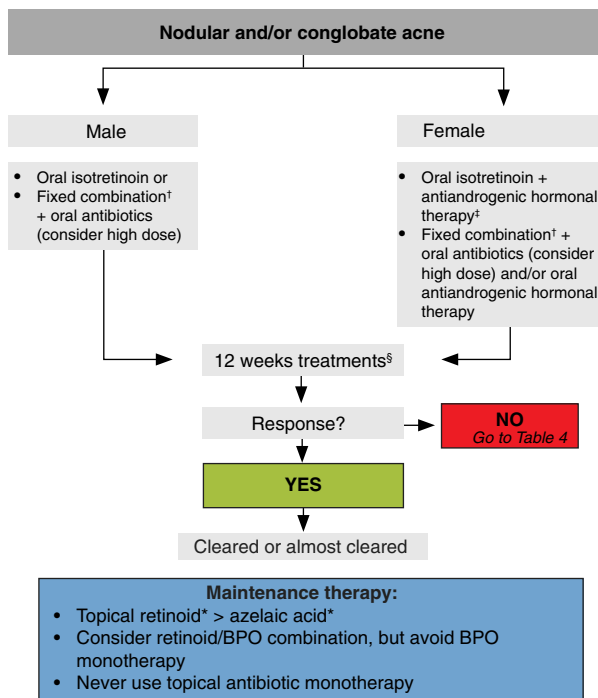 Nodular and/or conglobate acne
Male
Female
• Oral isotretinoin or
• Fixed combination†
+ oral antibiotics
(consider high dose)
• Oral isotretinoin +
antiandrogenic hormonal
therapy‡
• Fixed combination† +
oral antibiotics (consider
high dose) and/or oral
antiandrogenic hormonal
therapy
12 weeks treatments§
Response?
NO
Go to Table 4
YES
Cleared or almost cleared
Maintenance therapy:
• Topical retinoid* > azelaic acid*
• Consider retinoid/BPO combination, but avoid BPO
monotherapy
• Never use topical antibiotic monotherapy